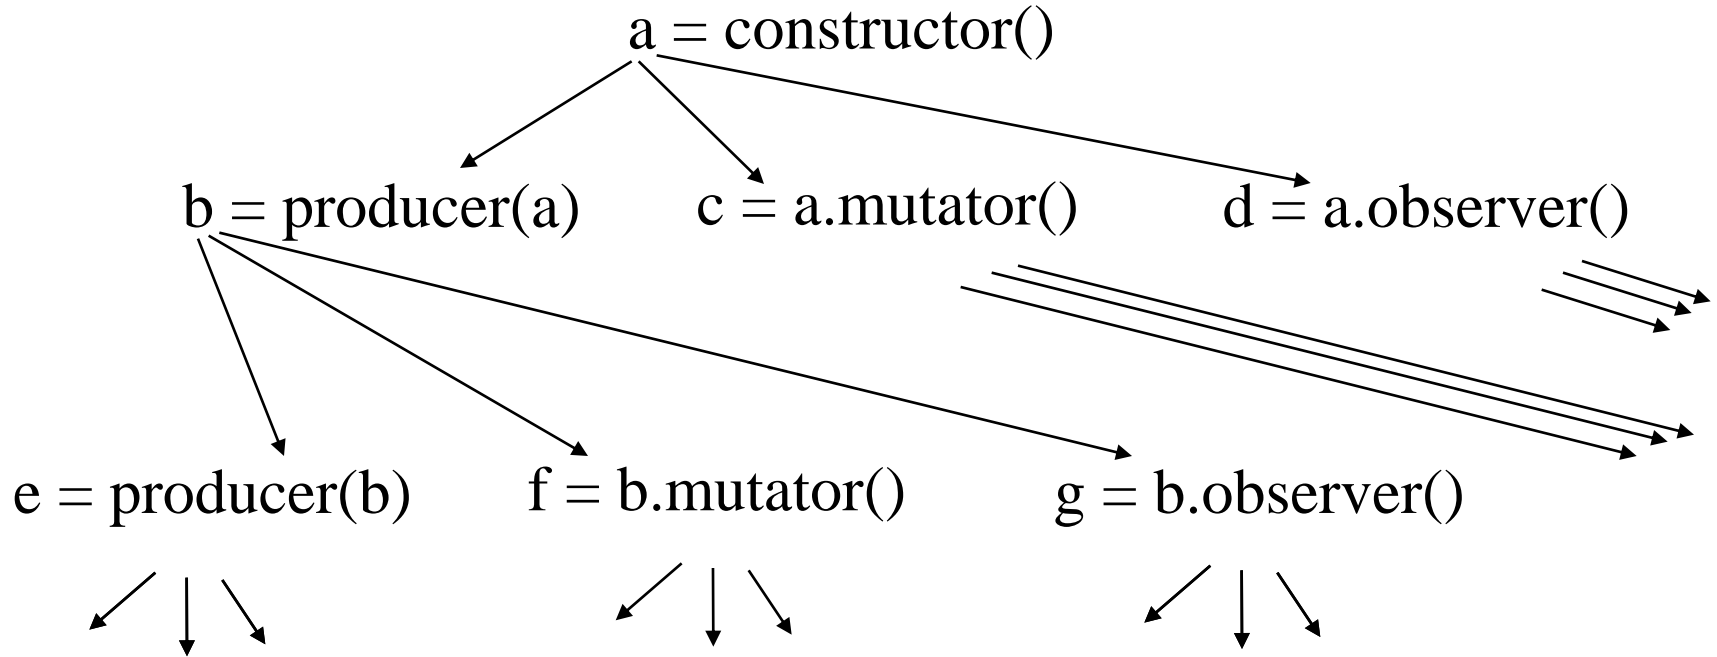 a = constructor()
b = producer(a)
c = a.mutator()
d = a.observer()
e = producer(b)
f = b.mutator()
g = b.observer()